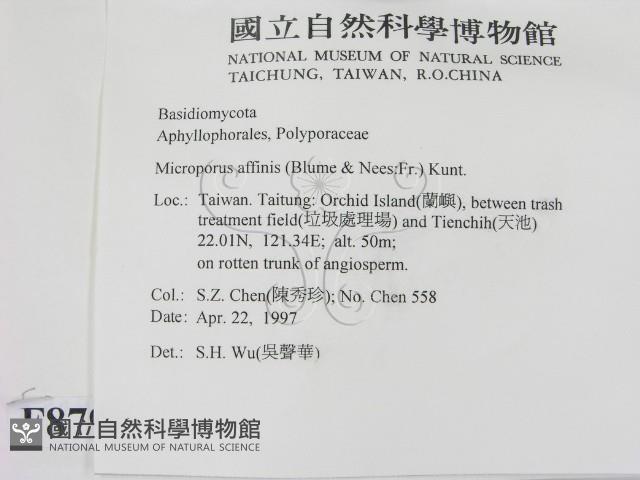 國立自然科學博物館
NATIONAL MUSEUM OF NATURAL SCIENCE
TAICHUNG, TAIWAN, R.O.CHINA
Basidiomycota
Aphyllophorales, Polyporaceae
Microporus affinis (Blume & Nees:Fr.) Kunt.
Loc.: Taiwan. Taitung: Orchid Island(蘭嶼), between trash
treatment field(垃圾處理場) and Tienchih(天池)
22.01N, 121.34E; alt. 50m;
on rotten trunk of angiosperm.
Col.: S.Z. Chen(陳秀珍); No. Chen 558
Date: Apr. 22, 1997
Det.: S.H. Wu(吳聲華)
國立自然科學博物館
NATIONAL MUSEUM OF NATURAL SCIENCE